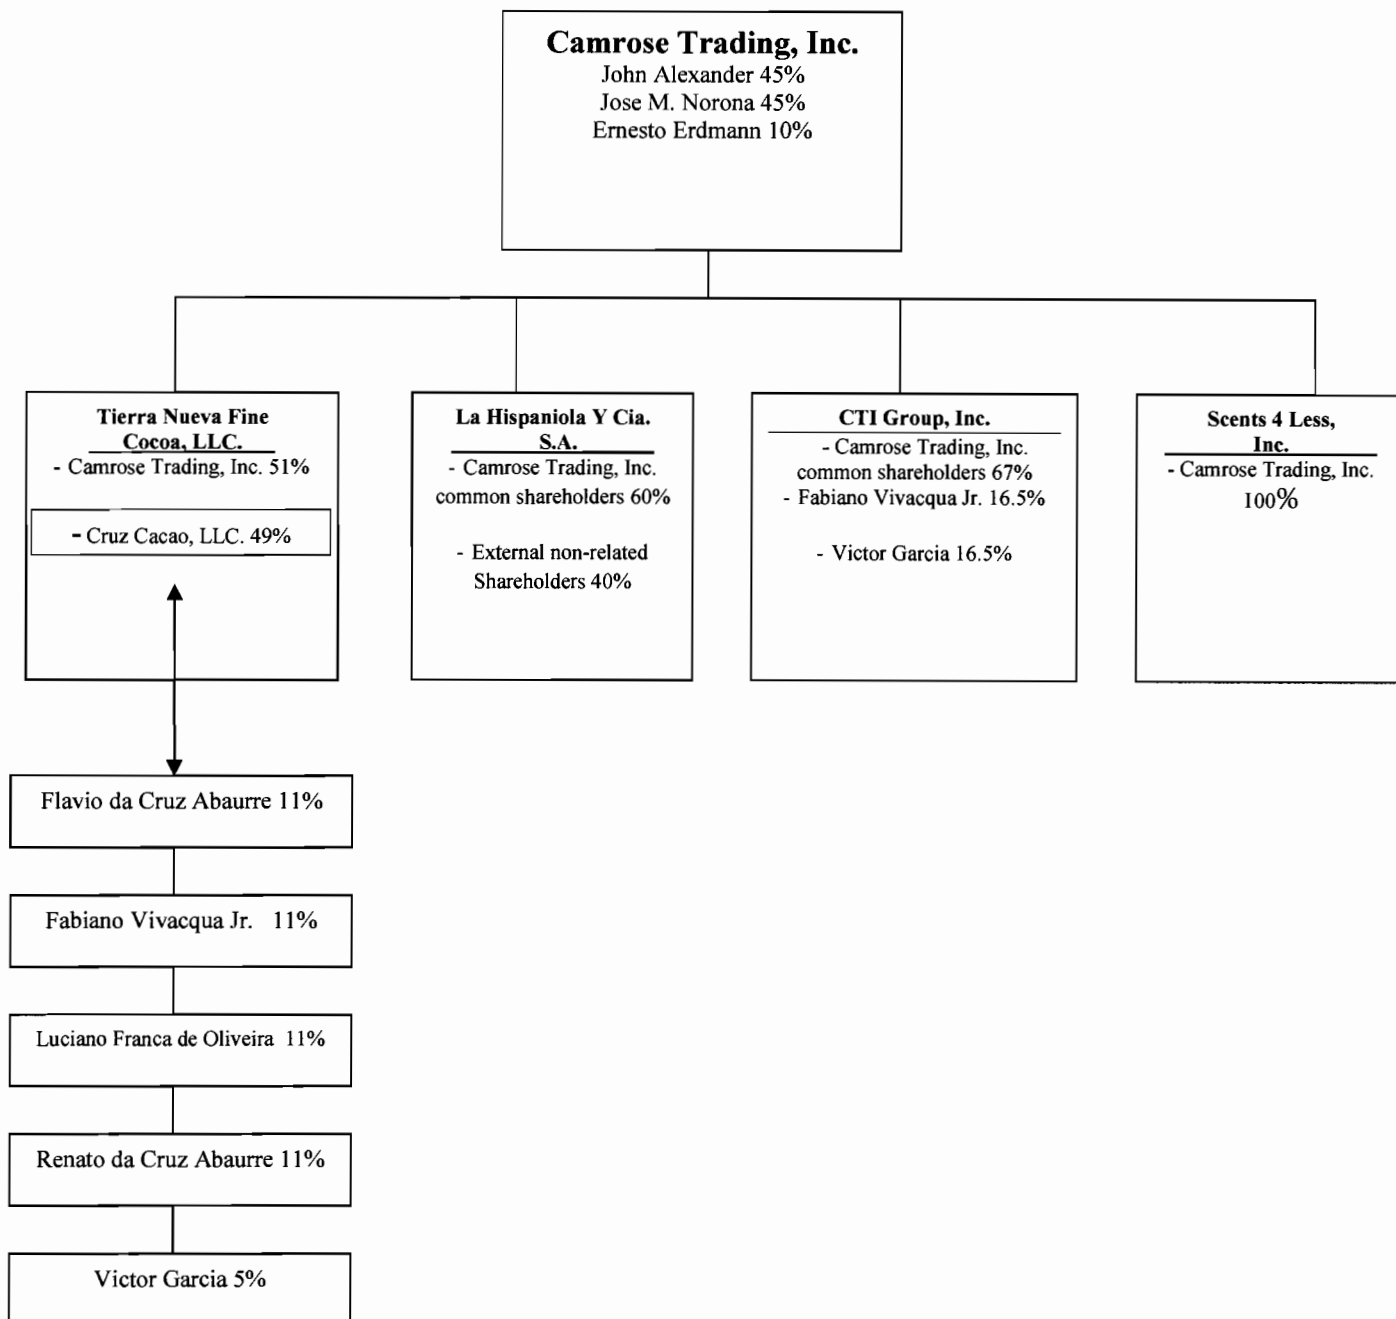 Camrose Trading, Inc.
John Alexander 45%
Jose M. Norona 45%
Ernesto Erdmann 10%
Tierra Nueva Fine
Cocoa, LLC.
- Camrose Trading, Inc. 51%
- Cruz Cacao, LLC. 49%
La Hispaniola Y Cia.
S.A.
- Camrose Trading, Inc.
common shareholders 60%
- External non-related
Shareholders 40%
CTI Group, Inc.
- Camrose Trading, Inc.
common shareholders 67%
- Fabiano Vivacqua Jr. 16.5%
- Victor Garcia 16.5%
Scents 4 Less,
Inc.
- Camrose Trading, Inc.
100%
Flavio da Cruz Abaurre 11%
Fabiano Vivacqua Jr. 11%
Luciano Franca de Oliveira 11%
Renato da Cruz Abaurre 11%
Victor Garcia 5%